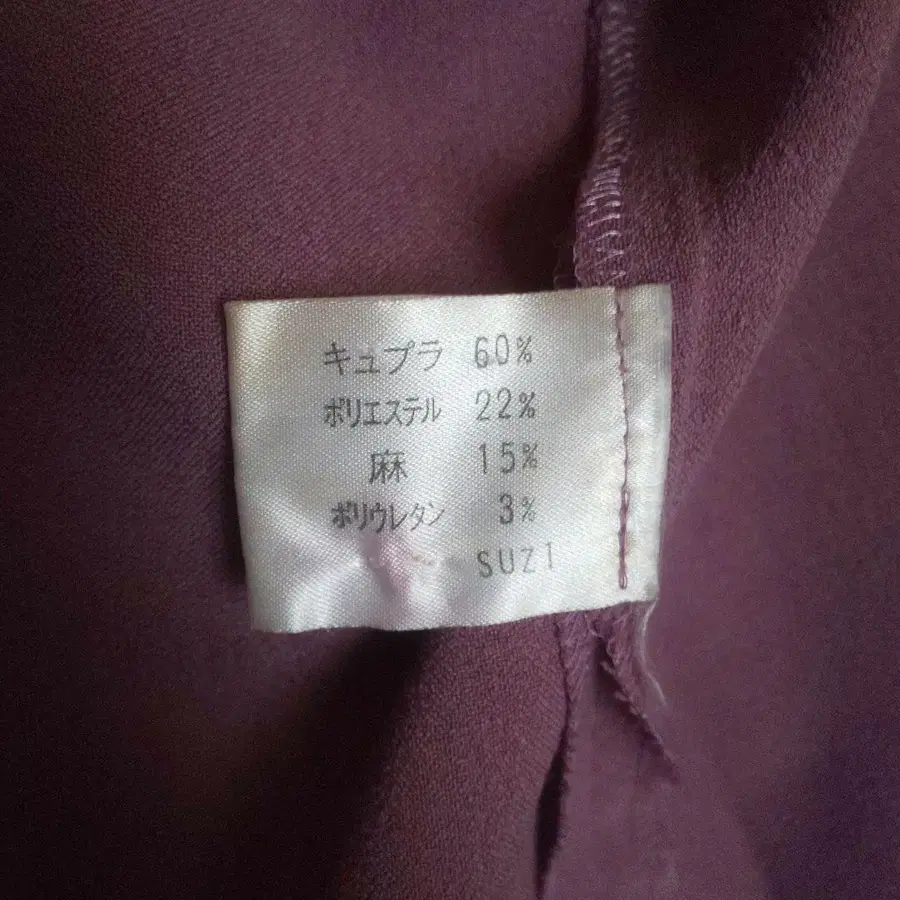 キュプラ 60%
ポリエステル 22%
麻 15%
ポリウレタン 3%
SUZI